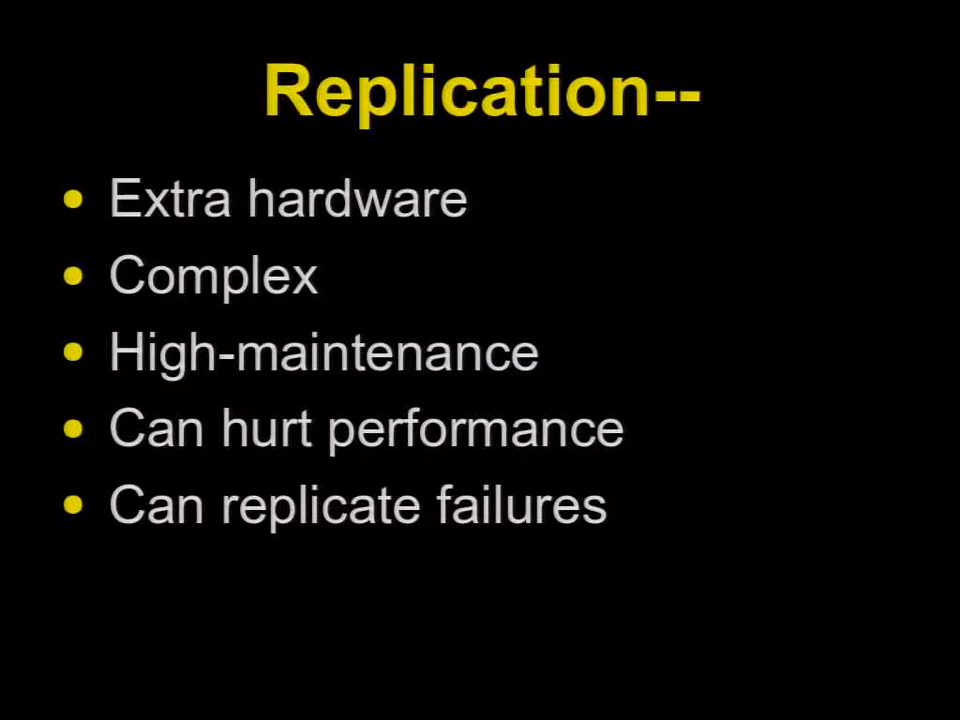 Replication--
• Extra hardware
• Complex
• High-maintenance
• Can hurt performance
• Can replicate failures